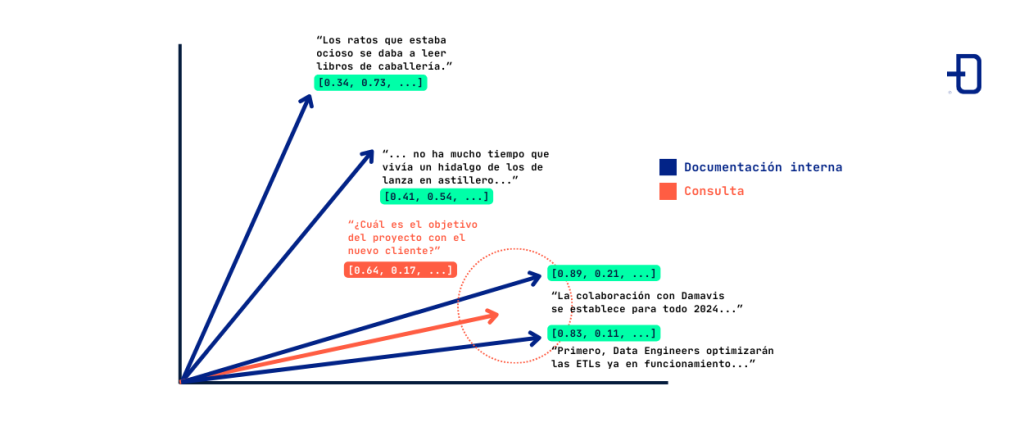 “Los ratos que estaba
ocioso se daba a leer
libros de caballería.”
[0.34, 0.73, ...]
“... no ha mucho tiempo que
vivía un hidalgo de los de
lanza en astillero...”
[0.41, 0.54, ...]
Documentación interna
Consulta
“¿Cuál es el objetivo
del proyecto con el
nuevo cliente?”
[0.64, 0.17, ...]
[0.89, 0.21, ...]
“La colaboración con Damavis
se establece para todo 2024...”
[0.83, 0.11, ...]
“Primero, Data Engineers optimizarán
las ETLs ya en funcionamiento...”